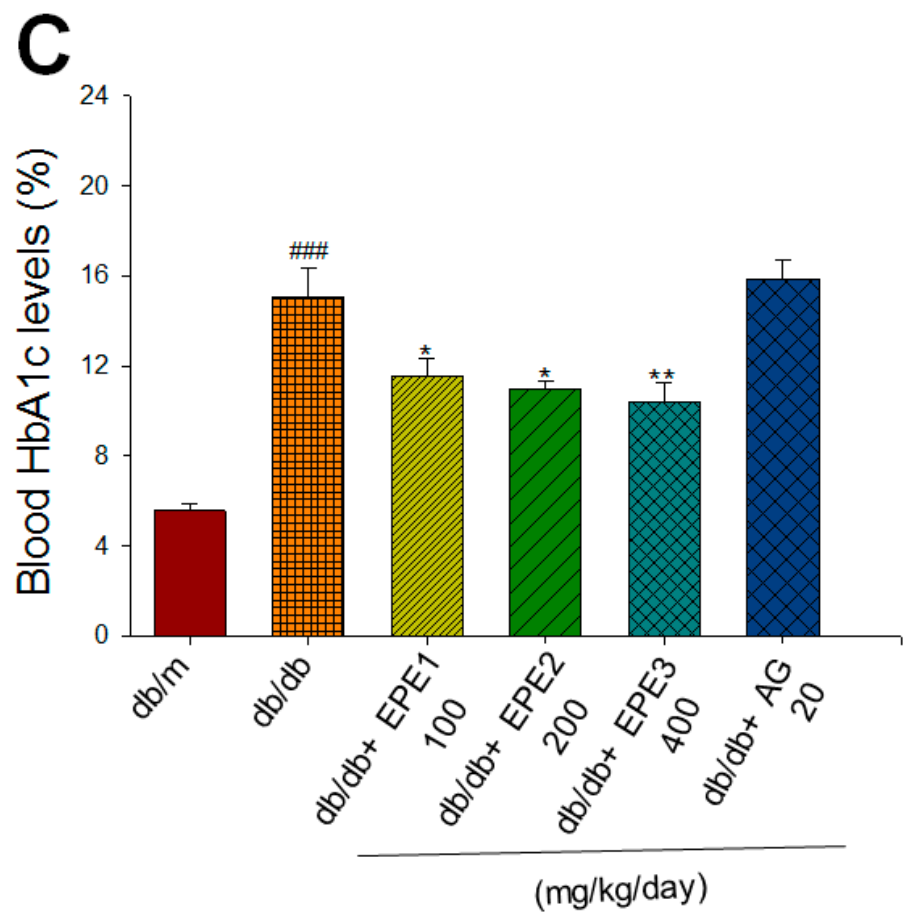 C
Blood HbA1c levels (%)
24
20
16
12
8
4
0
###
*
*
**
db/m
db/db
db/db+ EPE1
100
db/db+ EPE2
200
db/db+ EPE3
400
db/db+ AG
20
(mg/kg/day)